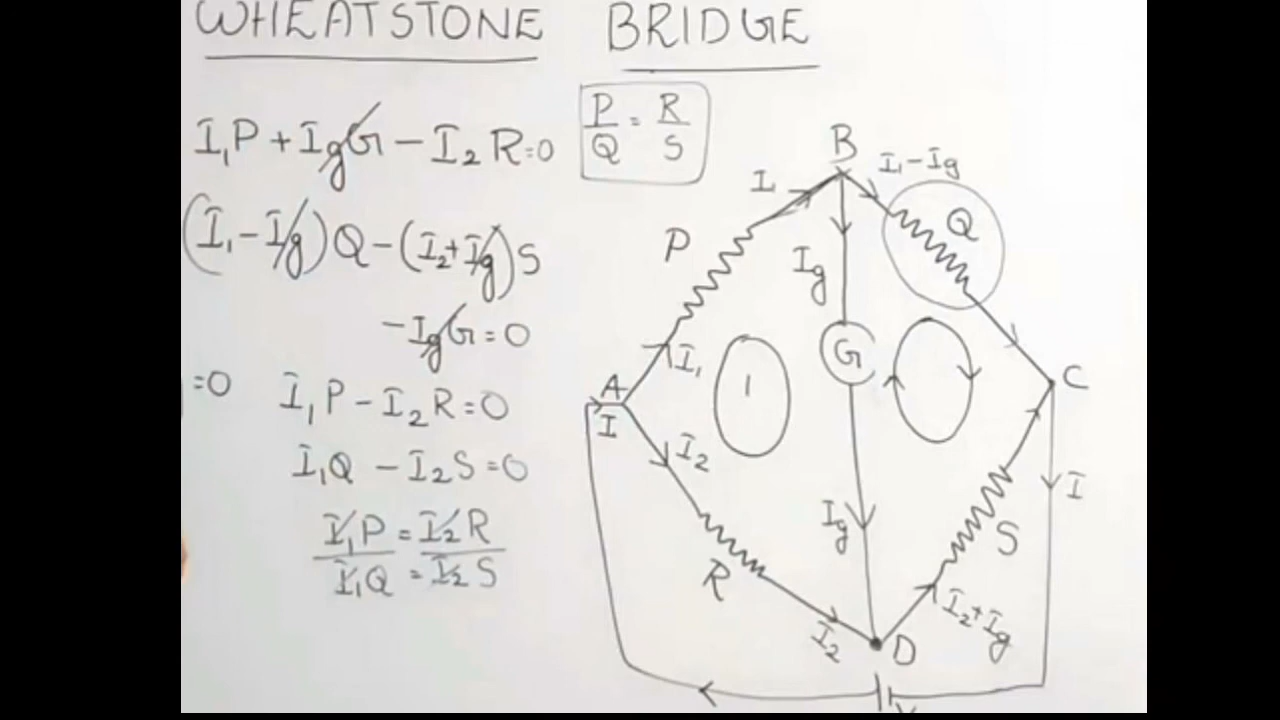 WHEATSTONE BRIDGE
I₁P + IgG − I₂R = 0
P/Q = R/S
(I₁ − Ig)Q − (I₂ + Ig)S
− IgG = 0
= 0
I₁P − I₂R = 0
I₁Q − I₂S = 0
I₁P = I₂R
I₁Q = I₂S
B
I₁
I₁ − Ig
P
Q
Ig
G
I₁
1
A
I
C
I₂
I
Ig
R
S
I₂
D
I₂ + Ig
V